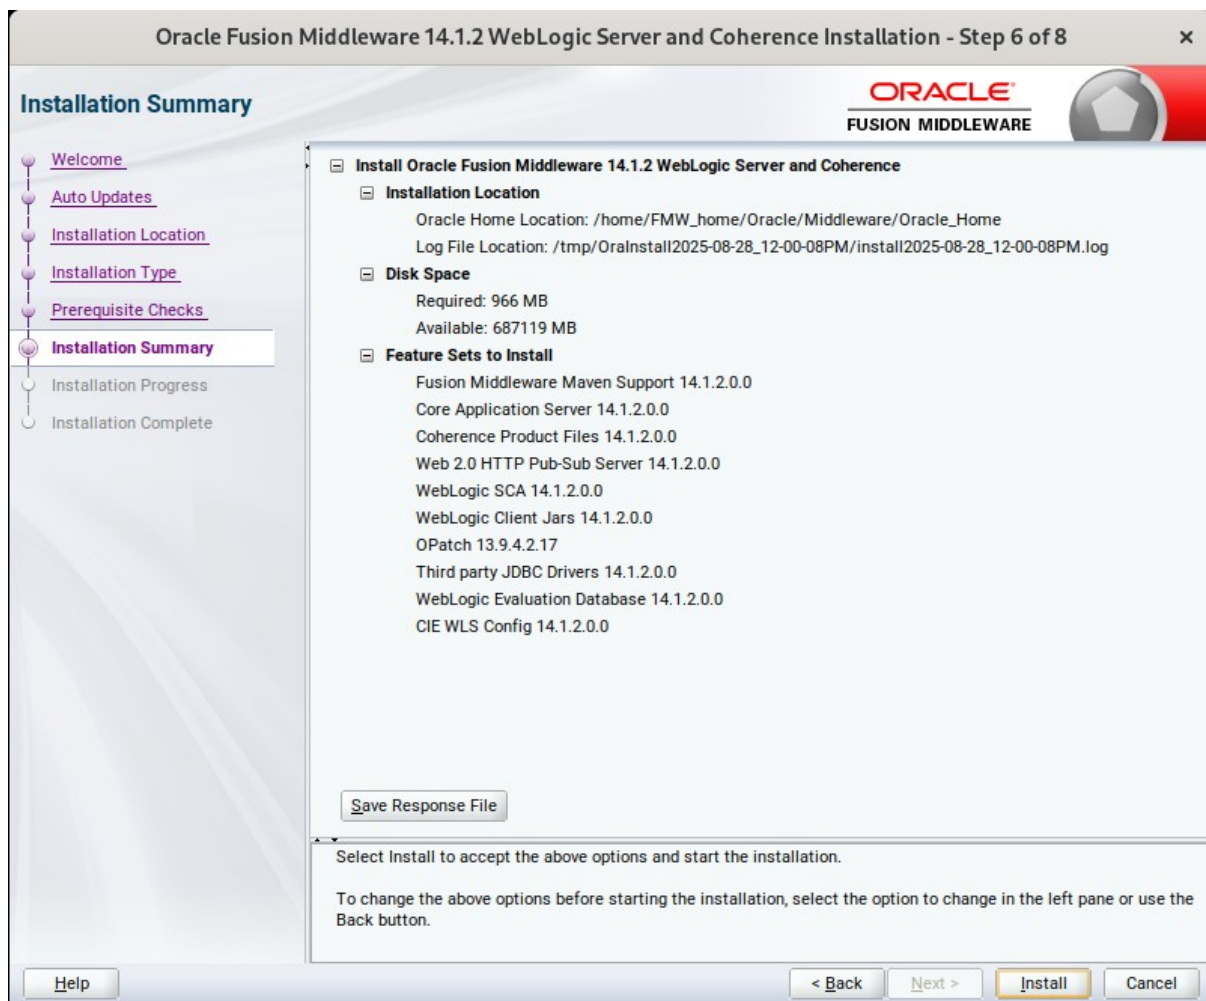 Oracle Fusion Middleware 14.1.2 WebLogic Server and Coherence Installation - Step 6 of 8
×
Installation Summary
ORACLE
FUSION MIDDLEWARE
Welcome
Auto Updates
Installation Location
Installation Type
Prerequisite Checks
Installation Summary
Installation Progress
Installation Complete
Install Oracle Fusion Middleware 14.1.2 WebLogic Server and Coherence
Installation Location
Oracle Home Location: /home/FMW_home/Oracle/Middleware/Oracle_Home
Log File Location: /tmp/OraInstall2025-08-28_12-00-08PM/install2025-08-28_12-00-08PM.log
Disk Space
Required: 966 MB
Available: 687119 MB
Feature Sets to Install
Fusion Middleware Maven Support 14.1.2.0.0
Core Application Server 14.1.2.0.0
Coherence Product Files 14.1.2.0.0
Web 2.0 HTTP Pub-Sub Server 14.1.2.0.0
WebLogic SCA 14.1.2.0.0
WebLogic Client Jars 14.1.2.0.0
OPatch 13.9.4.2.17
Third party JDBC Drivers 14.1.2.0.0
WebLogic Evaluation Database 14.1.2.0.0
CIE WLS Config 14.1.2.0.0
Save Response File
Select Install to accept the above options and start the installation.
To change the above options before starting the installation, select the option to change in the left pane or use the
Back button.
Help
< Back
Next >
Install
Cancel